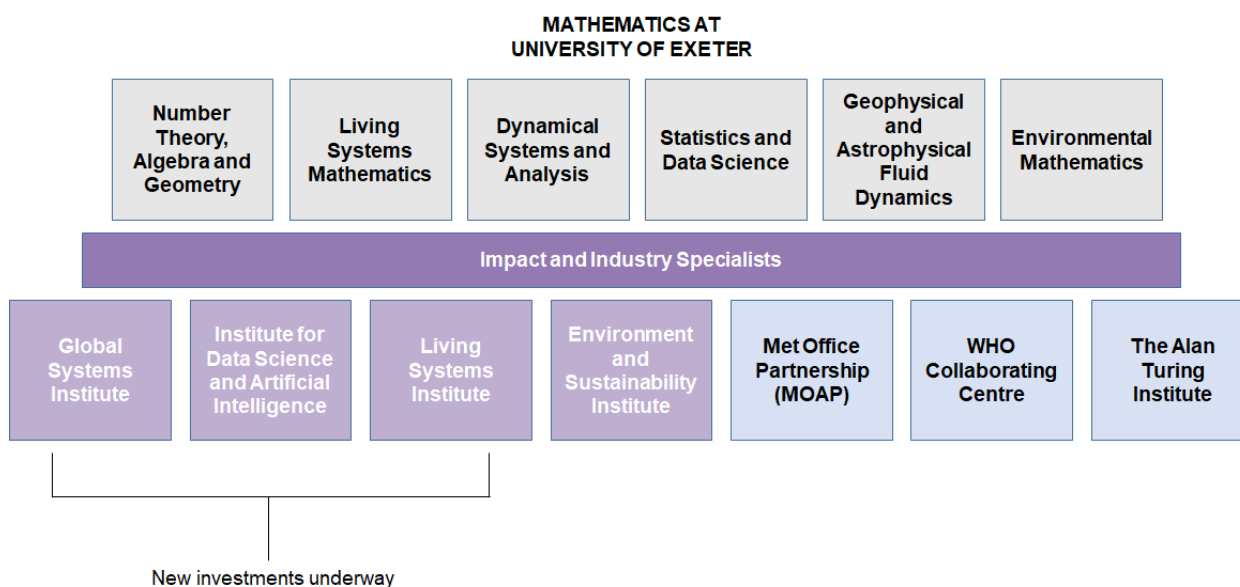 MATHEMATICS AT
UNIVERSITY OF EXETER
Number
Theory,
Algebra and
Geometry
Living
Systems
Mathematics
Dynamical
Systems and
Analysis
Statistics and
Data Science
Geophysical
and
Astrophysical
Fluid
Dynamics
Environmental
Mathematics
Impact and Industry Specialists
Global
Systems
Institute
Institute for
Data Science
and Artificial
Intelligence
Living
Systems
Institute
Environment
and
Sustainability
Institute
Met Office
Partnership
(MOAP)
WHO
Collaborating
Centre
The Alan
Turing
Institute
New investments underway